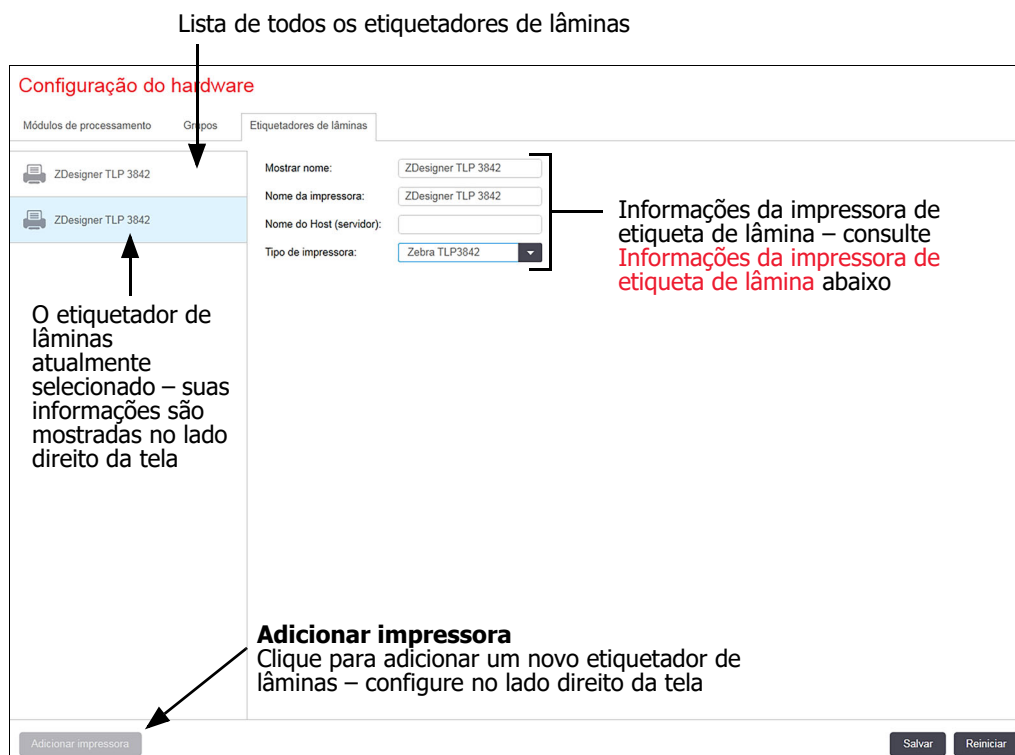 Lista de todos os etiquetadores de lâminas
Configuração do hardware
Módulos de processamento
Grupos
Etiquetadores de lâminas
ZDesigner TLP 3842
ZDesigner TLP 3842
Mostrar nome:
ZDesigner TLP 3842
Nome da impressora:
ZDesigner TLP 3842
Nome do Host (servidor):
Tipo de impressora:
Zebra TLP3842
Informações da impressora de
etiqueta de lâmina – consulte
Informações da impressora de
etiqueta de lâmina abaixo
O etiquetador de
lâminas
atualmente
selecionado – suas
informações são
mostradas no lado
direito da tela
Adicionar impressora
Clique para adicionar um novo etiquetador de
lâminas – configure no lado direito da tela
Adicionar impressora
Salvar
Reiniciar